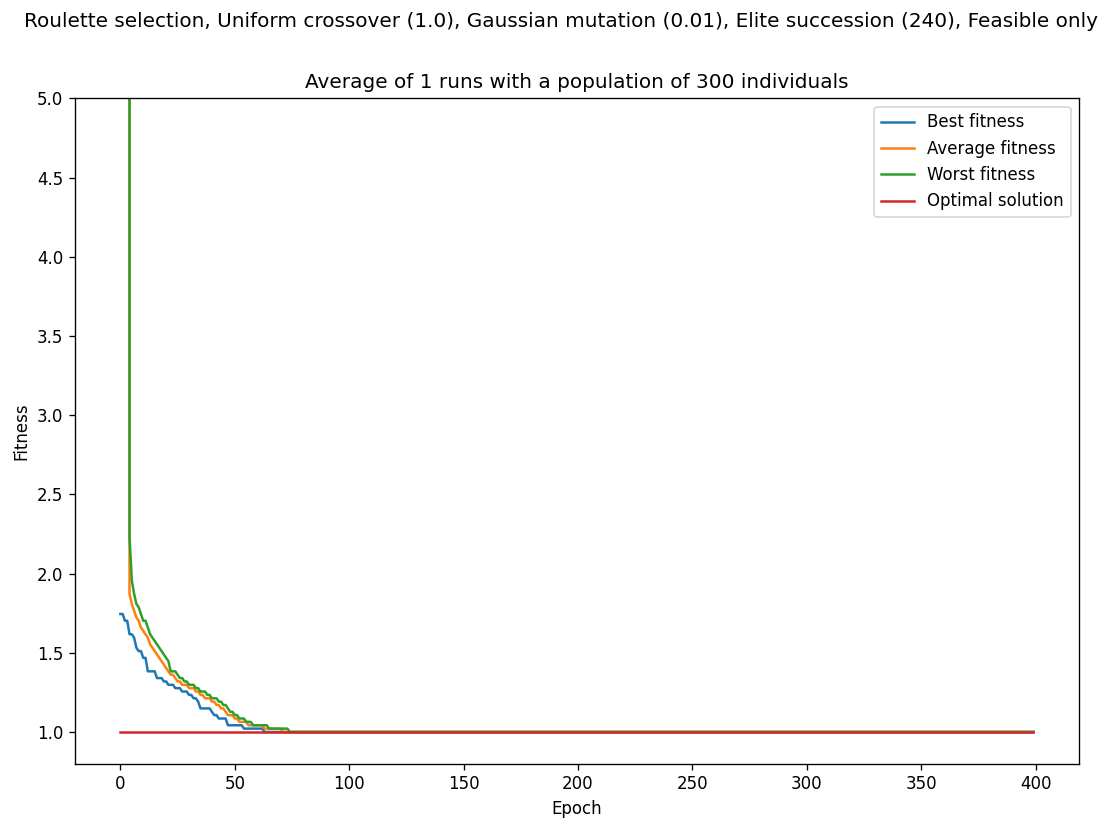 Roulette selection, Uniform crossover (1.0), Gaussian mutation (0.01), Elite succession (240), Feasible only
Average of 1 runs with a population of 300 individuals
5.0
4.5
4.0
3.5
3.0
2.5
2.0
1.5
1.0
Fitness
Best fitness
Average fitness
Worst fitness
Optimal solution
0
50
100
150
200
250
300
350
400
Epoch